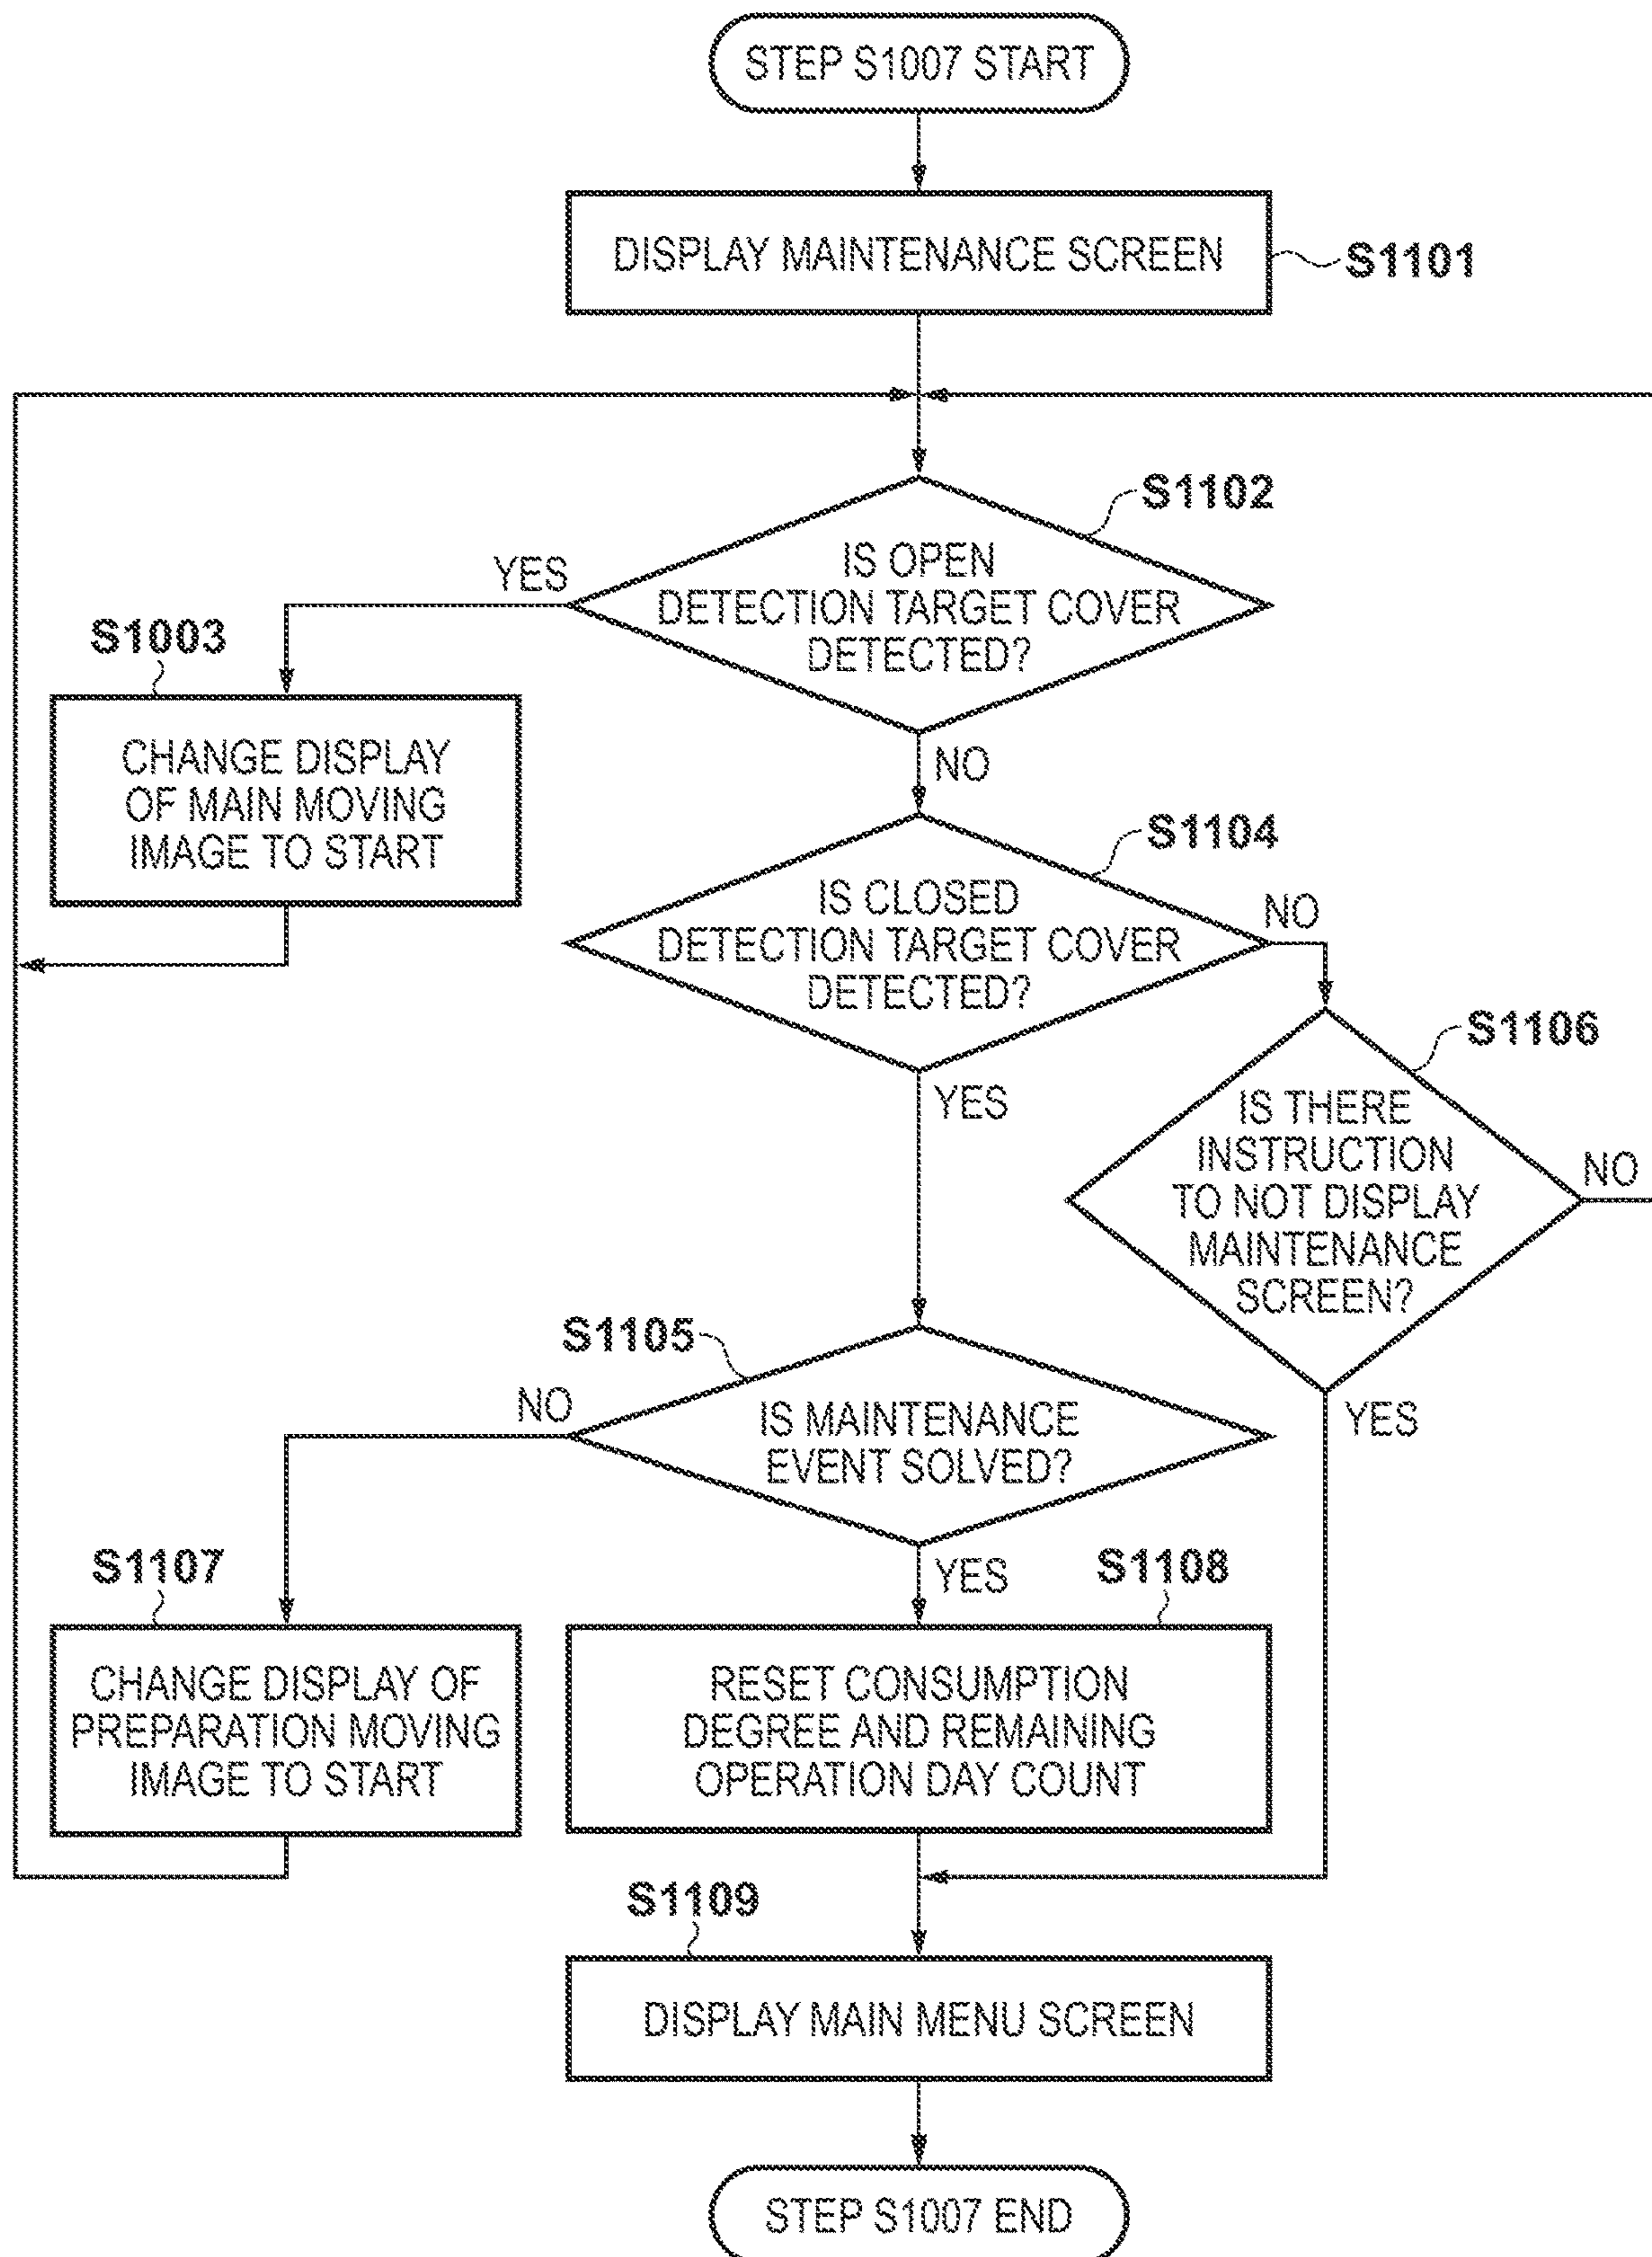 STEP S1007 START
DISPLAY MAINTENANCE SCREEN
S1101
S1102
YES
IS OPEN
DETECTION TARGET COVER
DETECTED?
S1003
CHANGE DISPLAY
OF MAIN MOVING
IMAGE TO START
NO
S1104
IS CLOSED
DETECTION TARGET COVER
DETECTED?
NO
YES
S1106
IS THERE
INSTRUCTION
TO NOT DISPLAY
MAINTENANCE
SCREEN?
NO
YES
S1105
NO
IS MAINTENANCE
EVENT SOLVED?
YES
S1107
CHANGE DISPLAY OF
PREPARATION MOVING
IMAGE TO START
S1108
RESET CONSUMPTION
DEGREE AND REMAINING
OPERATION DAY COUNT
S1109
DISPLAY MAIN MENU SCREEN
STEP S1007 END